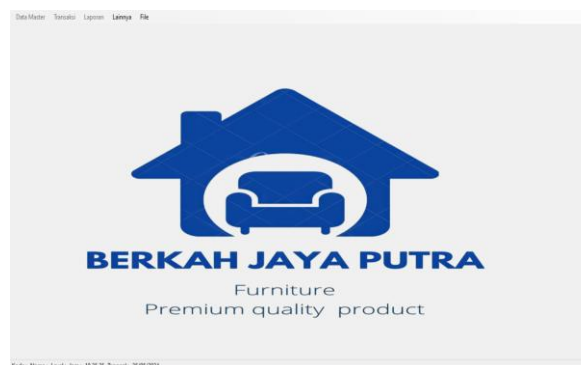 Data Master Transaksi Laporan Lainnya File
BERKAH JAYA PUTRA
Furniture
Premium quality product